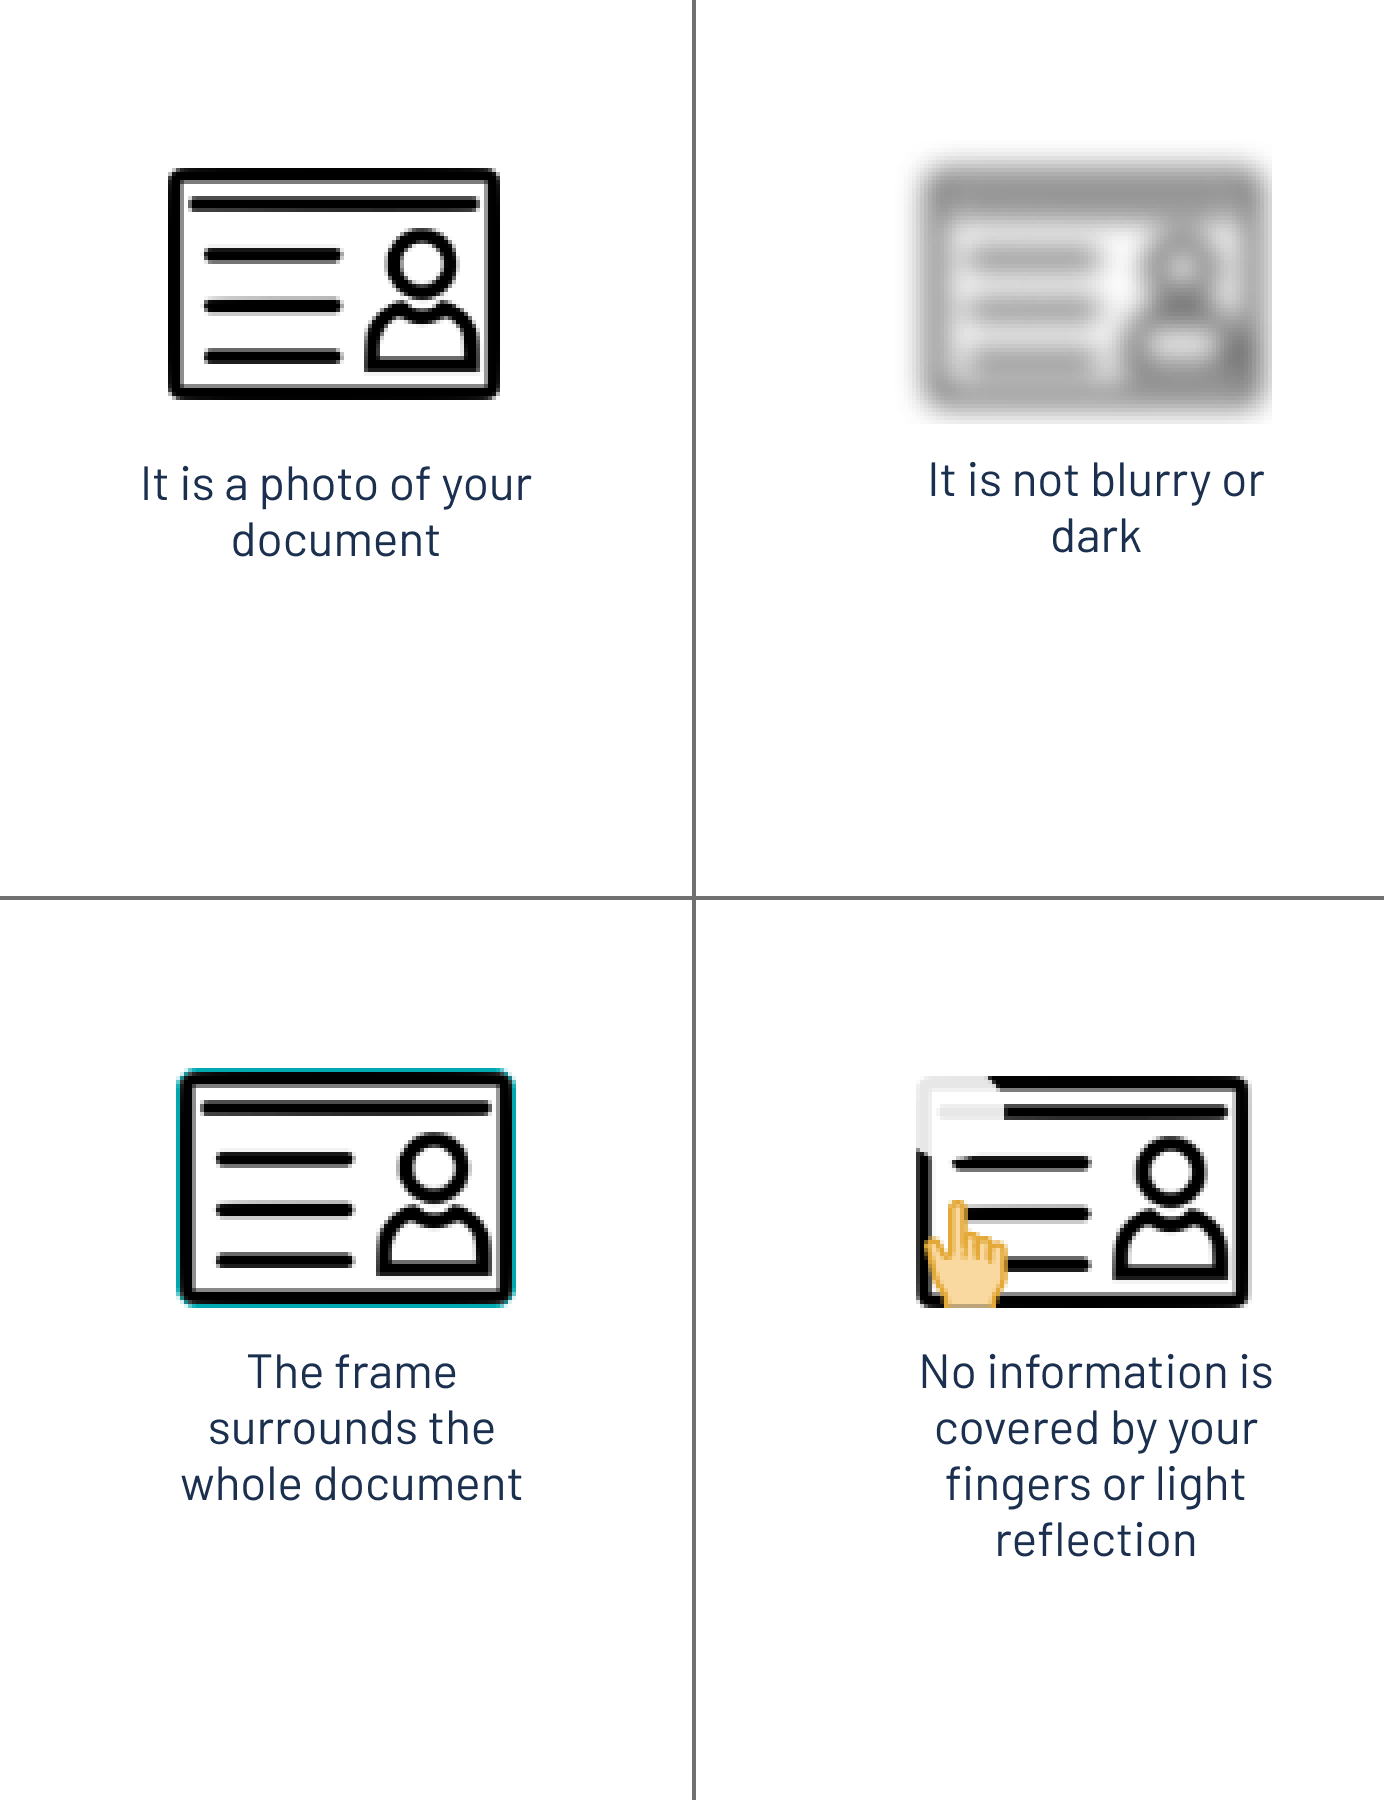 It is a photo of your
document
It is not blurry or
dark
The frame
surrounds the
whole document
No information is
covered by your
fingers or light
reflection